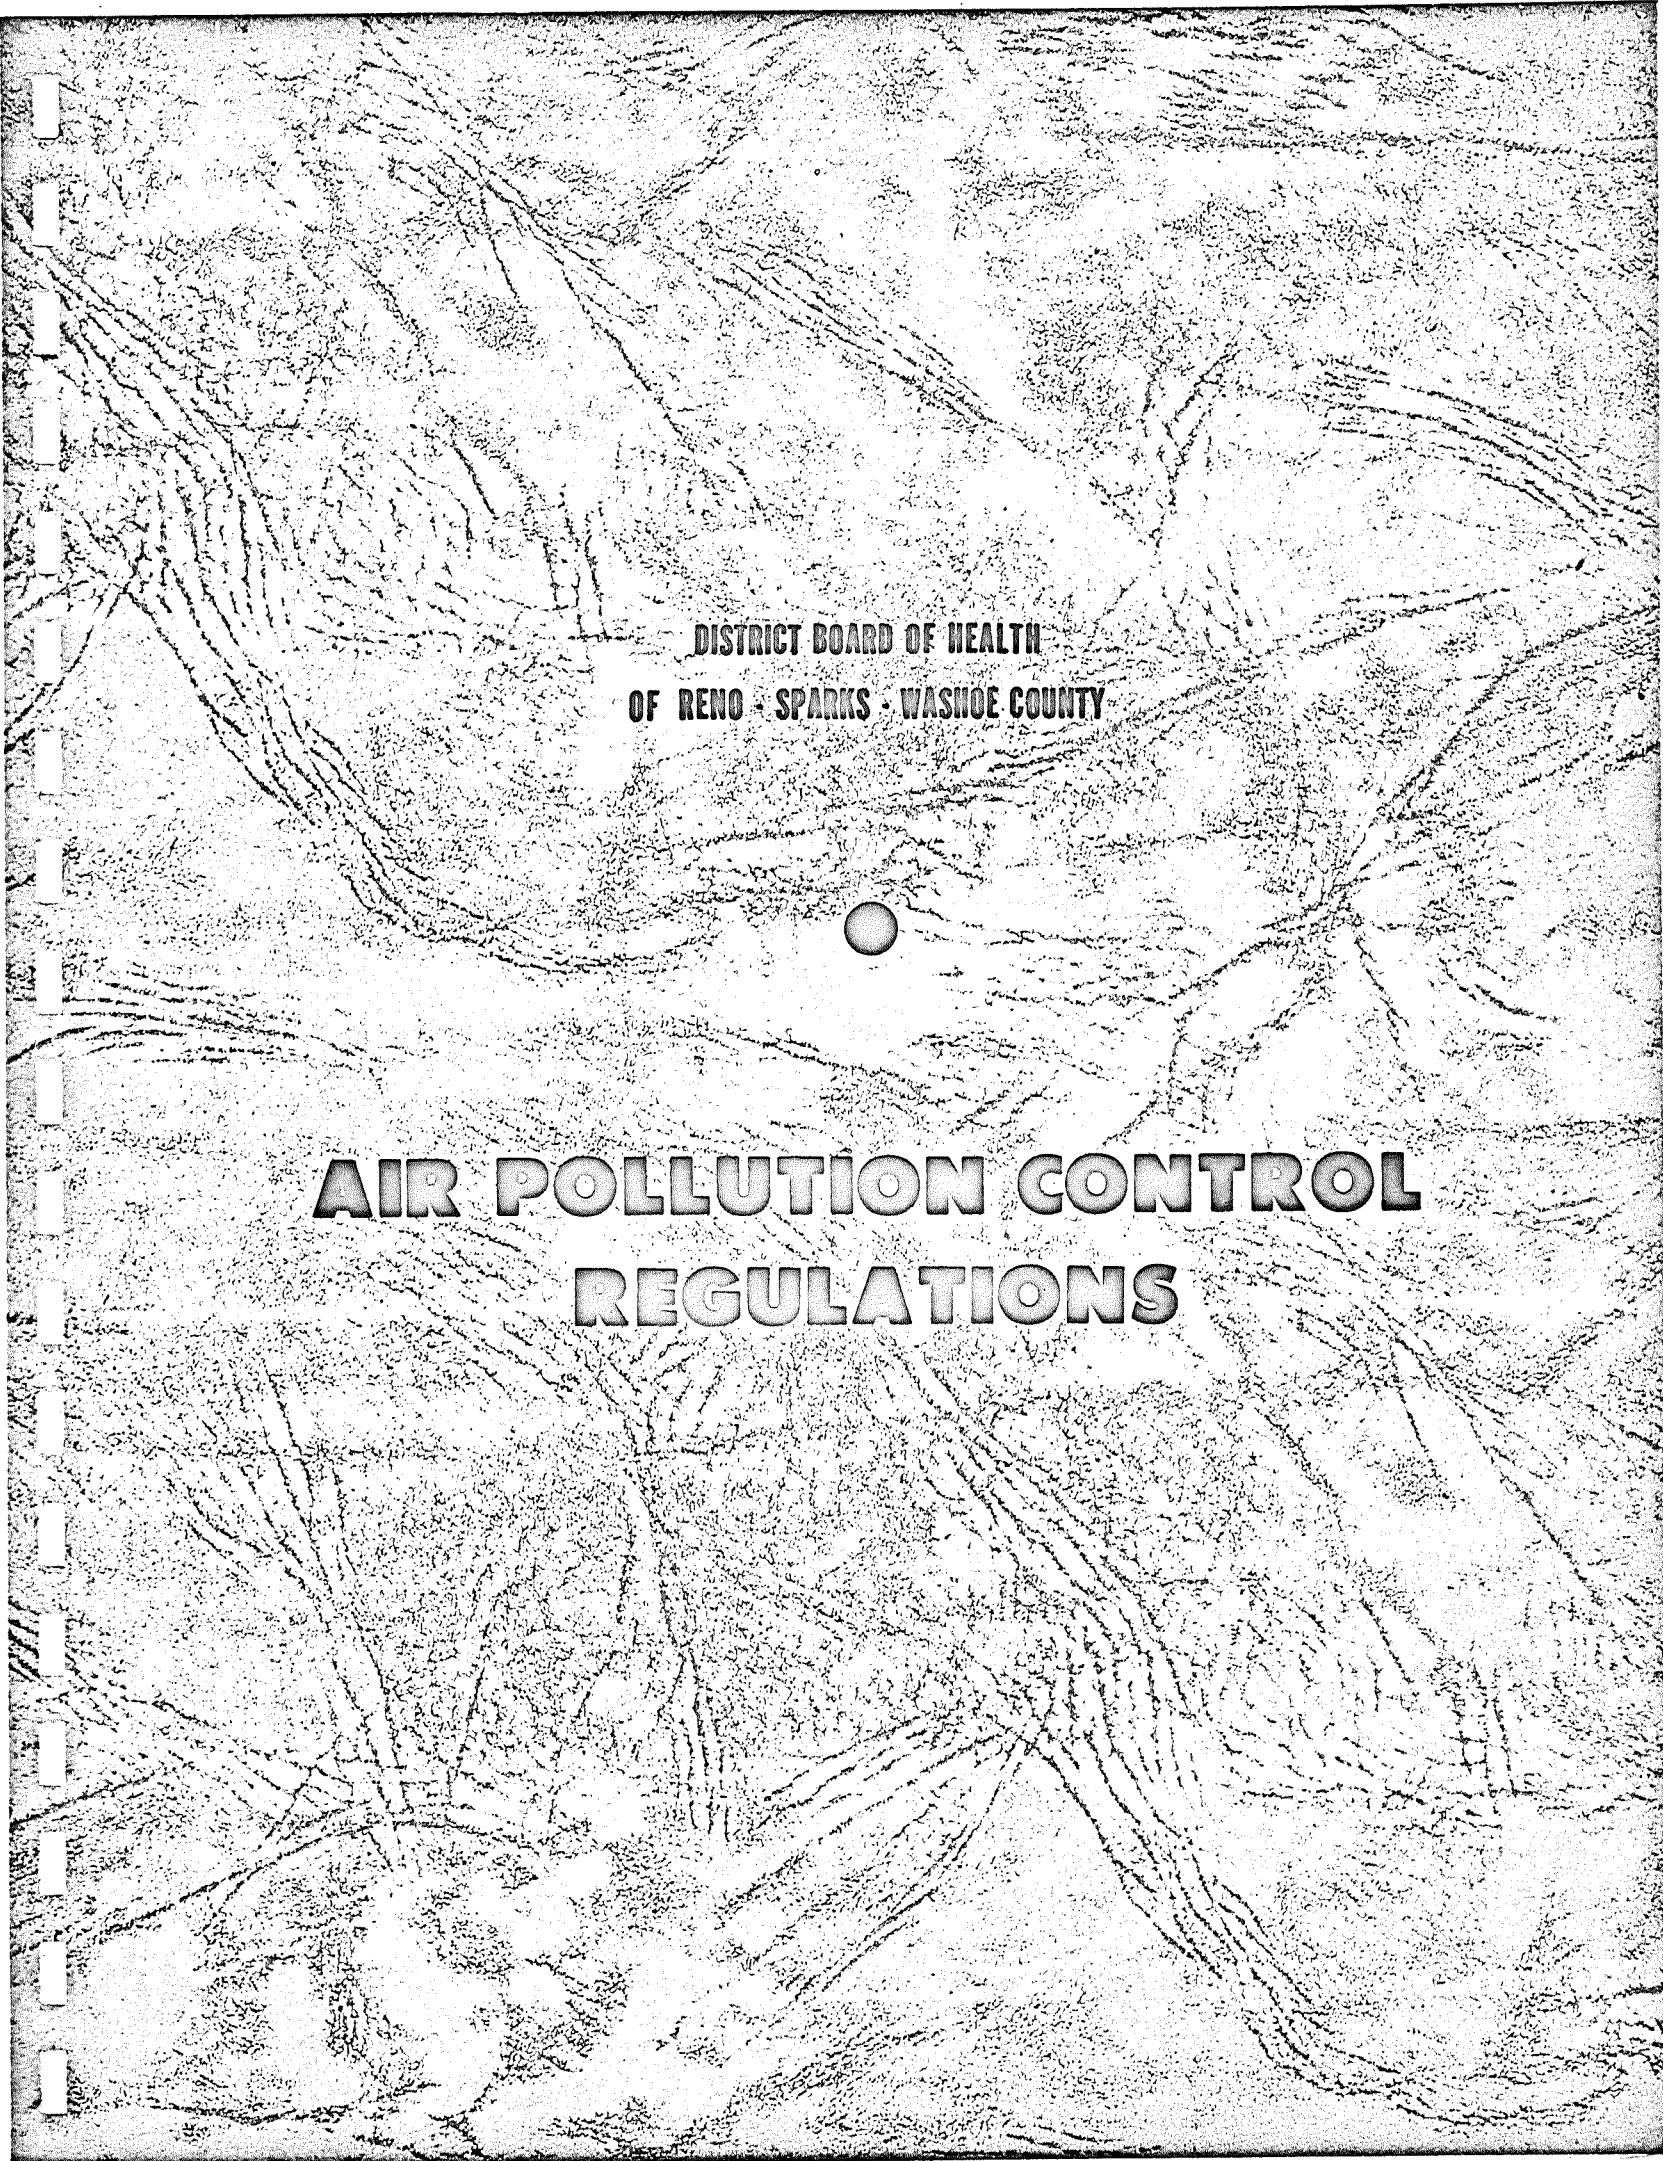 DISTRICT BOARD OF HEALTH
OF RENO - SPARKS - WASHOE COUNTY
AIR POLLUTION CONTROL
REGULATIONS